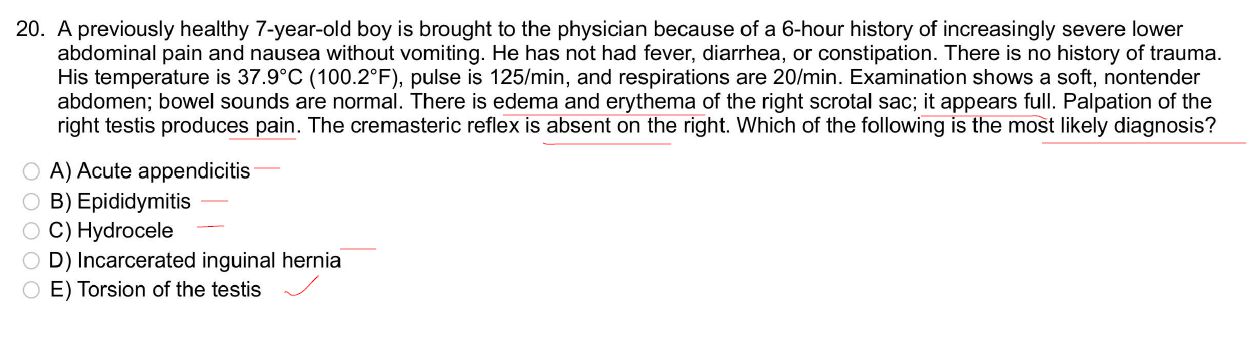 20. A previously healthy 7-year-old boy is brought to the physician because of a 6-hour history of increasingly severe lower
abdominal pain and nausea without vomiting. He has not had fever, diarrhea, or constipation. There is no history of trauma.
His temperature is 37.9°C (100.2°F), pulse is 125/min, and respirations are 20/min. Examination shows a soft, nontender
abdomen; bowel sounds are normal. There is edema and erythema of the right scrotal sac; it appears full. Palpation of the
right testis produces pain. The cremasteric reflex is absent on the right. Which of the following is the most likely diagnosis?
A) Acute appendicitis
B) Epididymitis
C) Hydrocele
D) Incarcerated inguinal hernia
E) Torsion of the testis